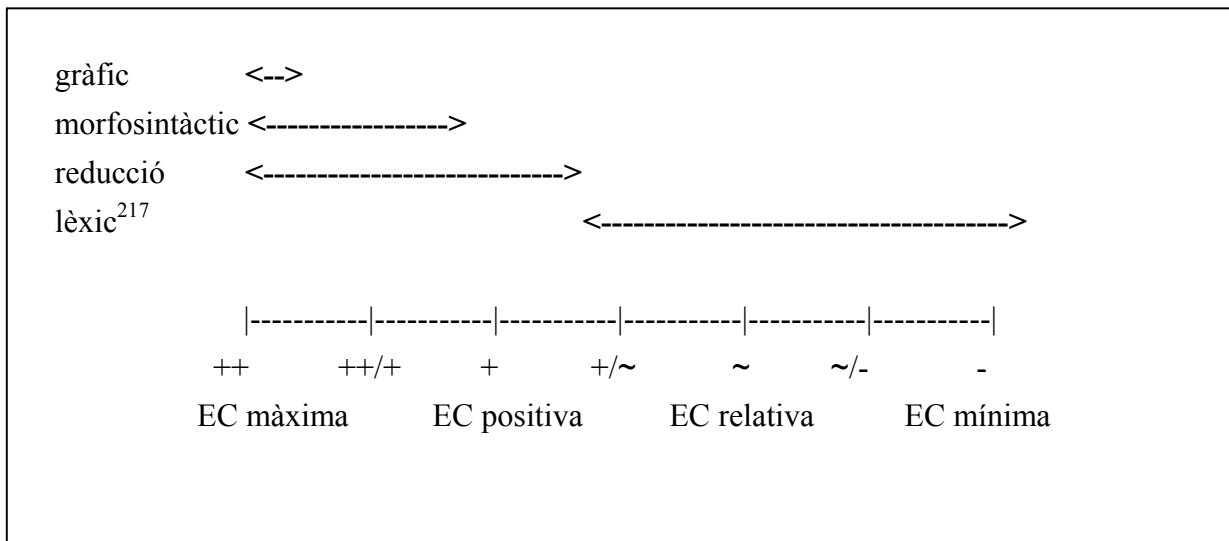 gràfic <-->
morfosintàctic <----------------->
reducció <--------------------------->
lèxic217 <------------------------------------->
|-----------|-----------|-----------|-----------|-----------|-----------|
++ ++/+ + +/~ ~ ~/- -
EC màxima EC positiva EC relativa EC mínima